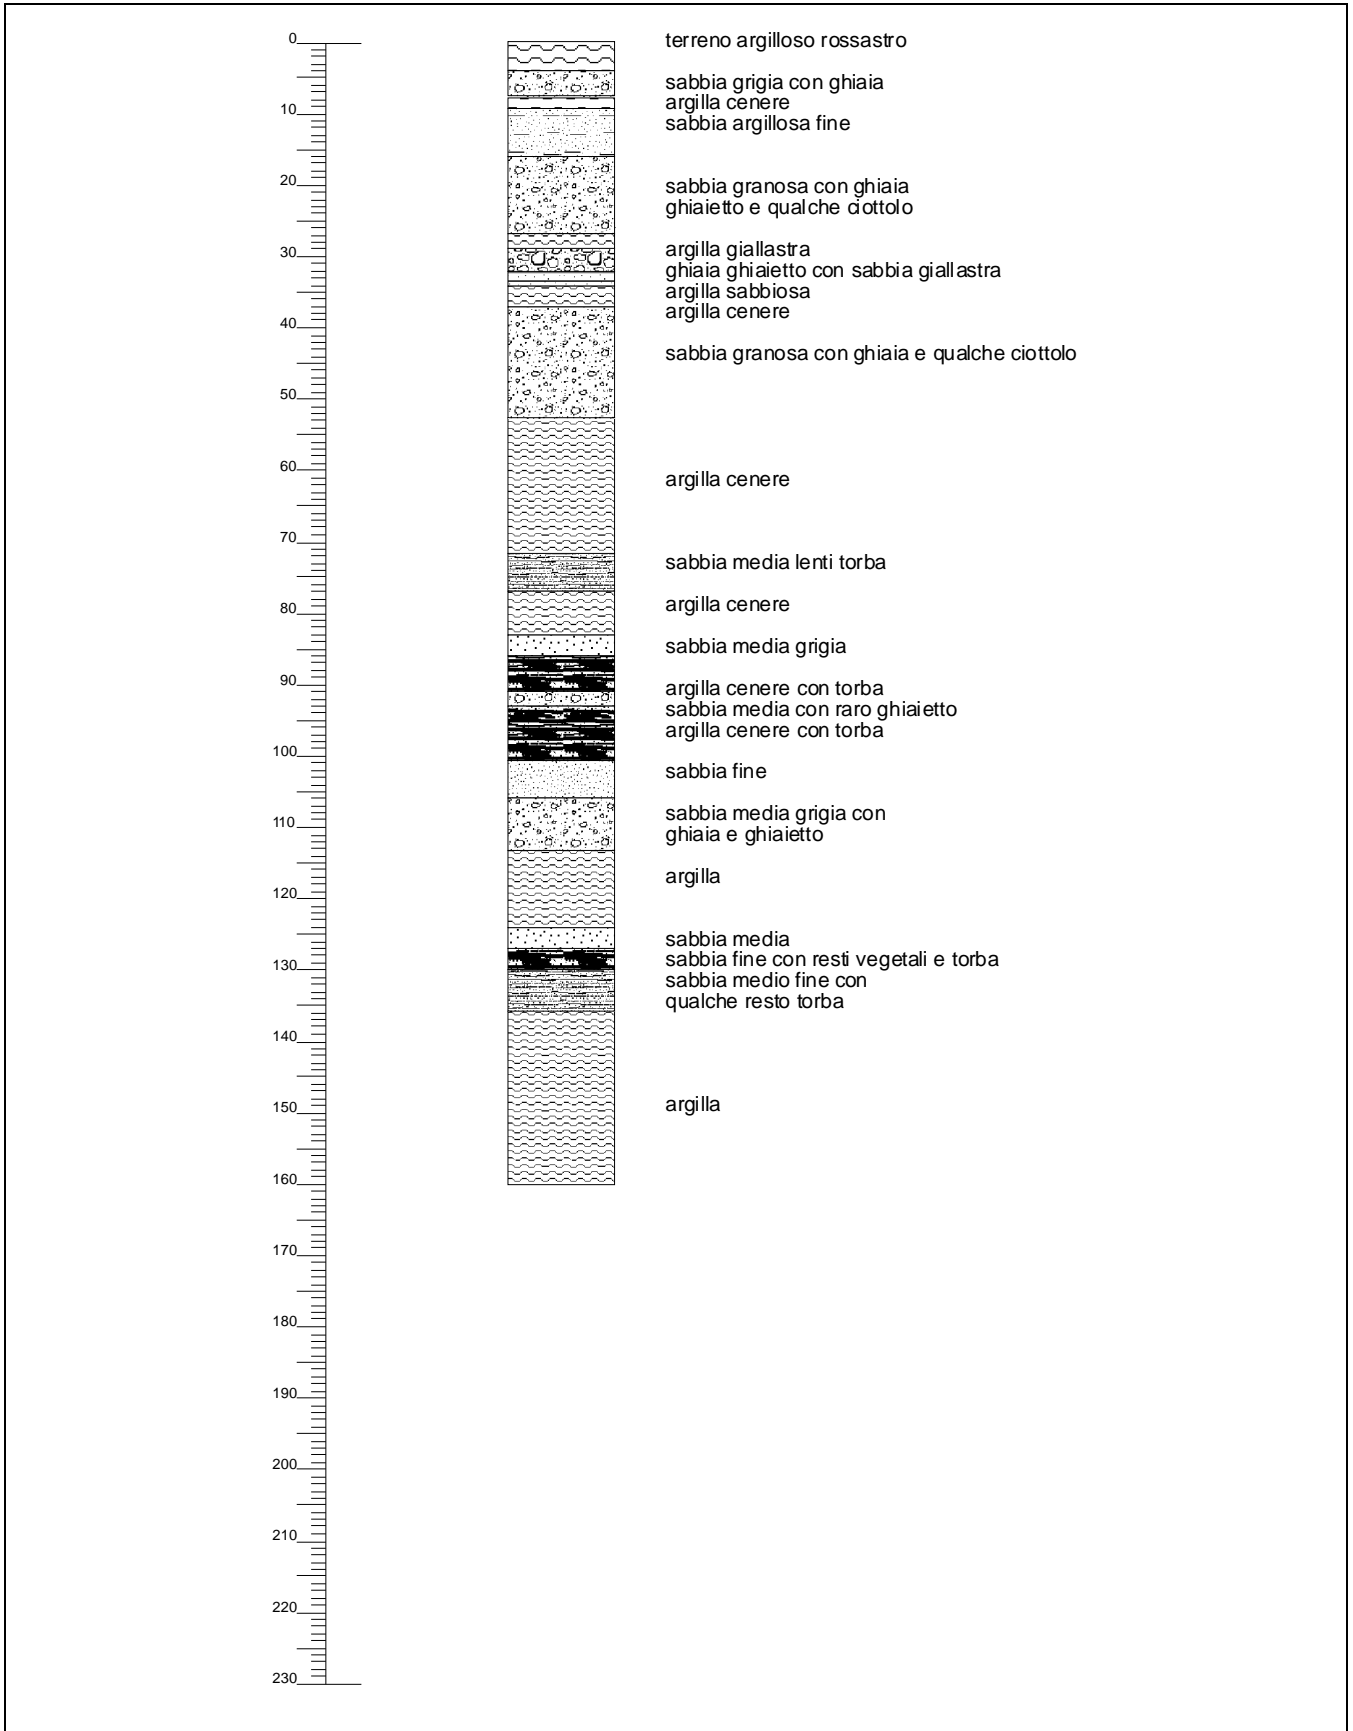 0
terreno argilloso rossastro
sabbia grigia con ghiaia
argilla cenere
10
sabbia argillosa fine
20
sabbia granosa con ghiaia
ghiaietto e qualche ciottolo
30
argilla giallastra
ghiaia ghiaietto con sabbia giallastra
argilla sabbiosa
argilla cenere
40
sabbia granosa con ghiaia e qualche ciottolo
50
60
argilla cenere
70
sabbia media lenti torba
80
argilla cenere
sabbia media grigia
90
argilla cenere con torba
sabbia media con raro ghiaietto
argilla cenere con torba
100
sabbia fine
110
sabbia media grigia con
ghiaia e ghiaietto
argilla
120
sabbia media
sabbia fine con resti vegetali e torba
130
sabbia medio fine con
qualche resto torba
140
150
argilla
160
170
180
190
200
210
220
230